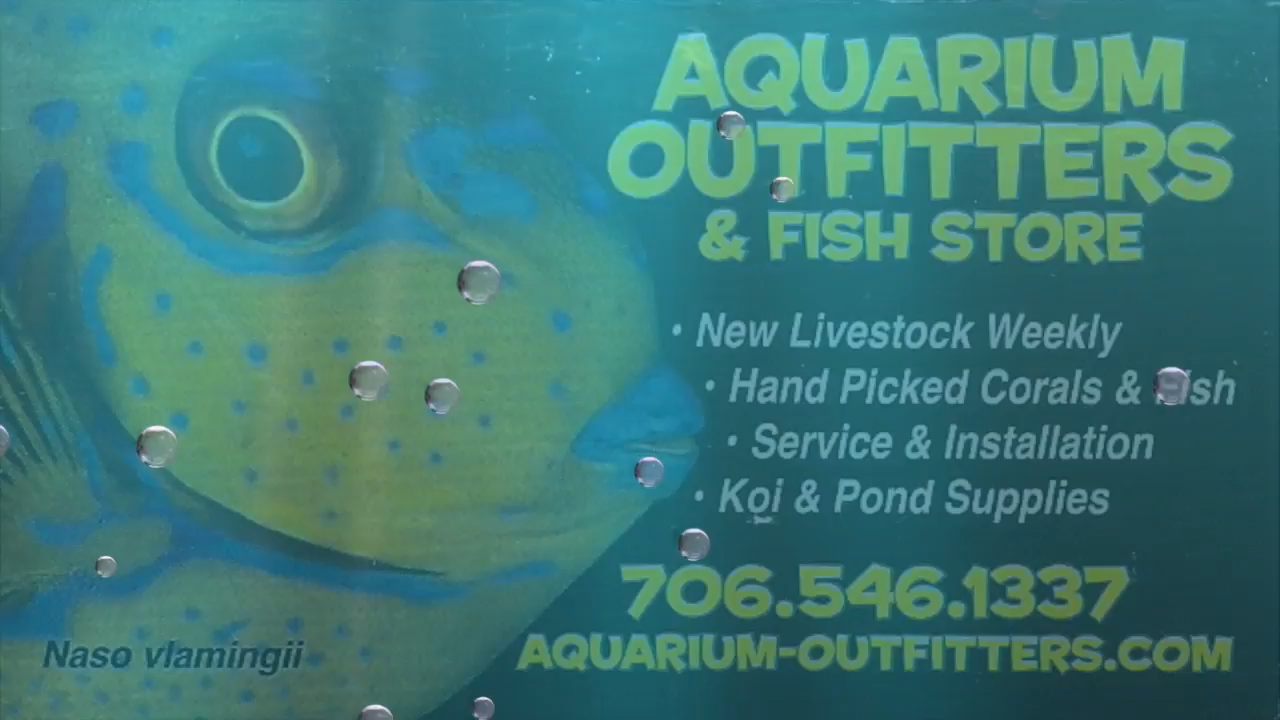 AQUARIUM
OUTFITTERS
& FISH STORE
• New Livestock Weekly
• Hand Picked Corals & Fish
• Service & Installation
• Koi & Pond Supplies
706.546.1337
AQUARIUM-OUTFITTERS.COM
Naso vlamingii